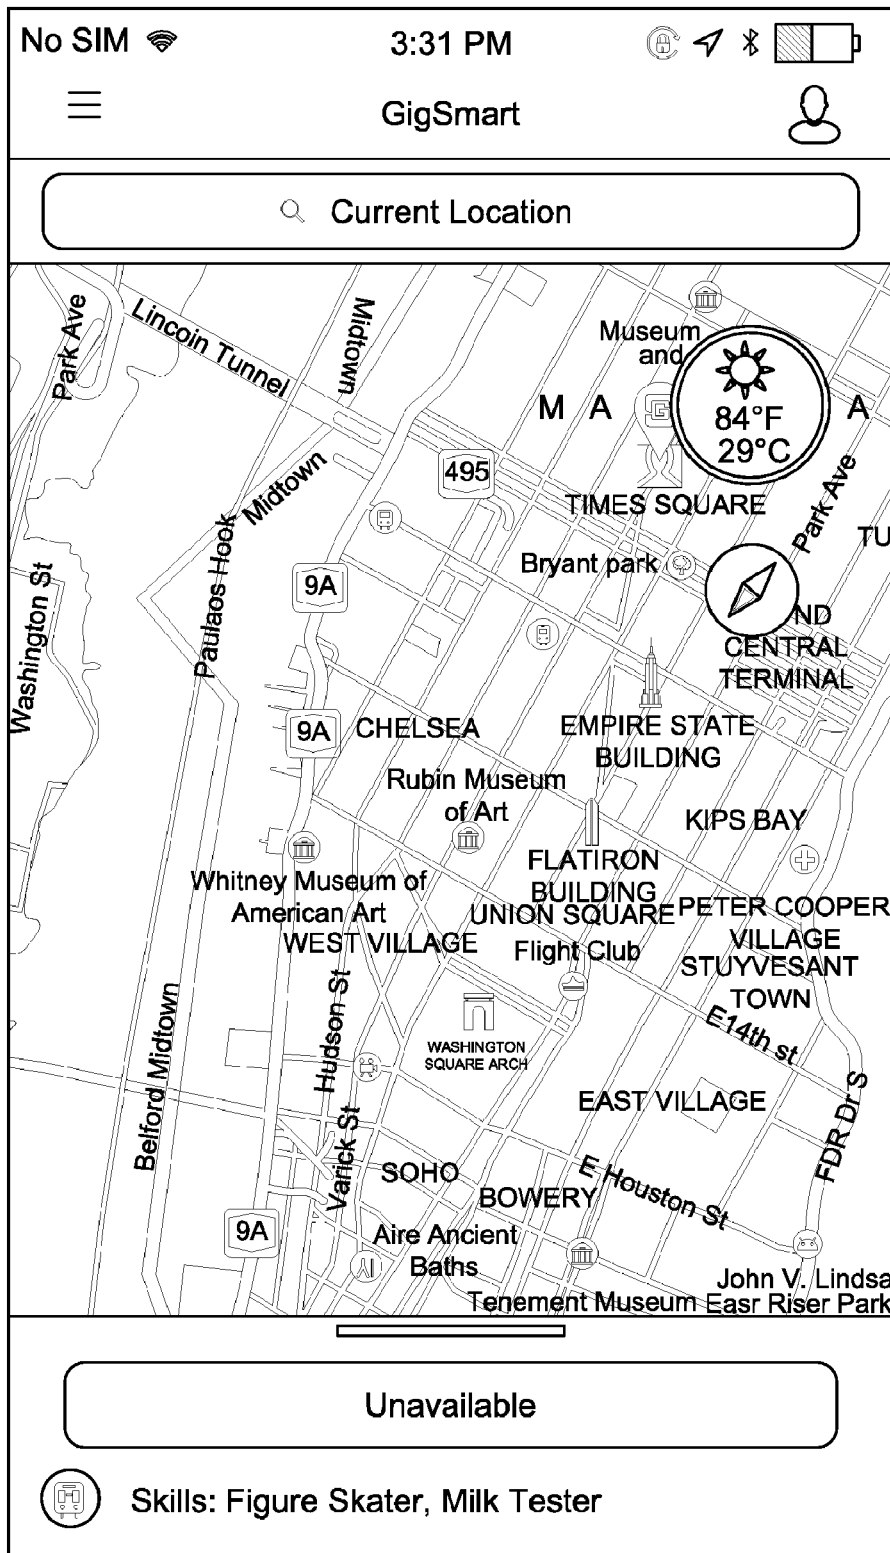 No SIM 3:31 PM
GigSmart
Current Location
Park Ave
Lincoin Tunnel
Midtown
Museum
and
M A A
84°F
29°C
495
Midtown
TIMES SQUARE
Park Ave
TU
Bryant park
9A
Paulaos Hook
Washington St
ND
CENTRAL
TERMINAL
9A
CHELSEA
EMPIRE STATE
BUILDING
Rubin Museum
of Art
KIPS BAY
FLATIRON
BUILDING
Whitney Museum of
American Art
UNION SQUARE
PETER COOPER
VILLAGE
WEST VILLAGE
Flight Club
STUYVESANT
TOWN
Hudson St
Belford Midtown
WASHINGTON
SQUARE ARCH
E14th st
EAST VILLAGE
FDR Dr S
Varick St
SOHO
BOWERY
E Houston St
9A
Aire Ancient
Baths
John V. Lindsa
Tenement Museum
Easr Riser Park
Unavailable
Skills: Figure Skater, Milk Tester